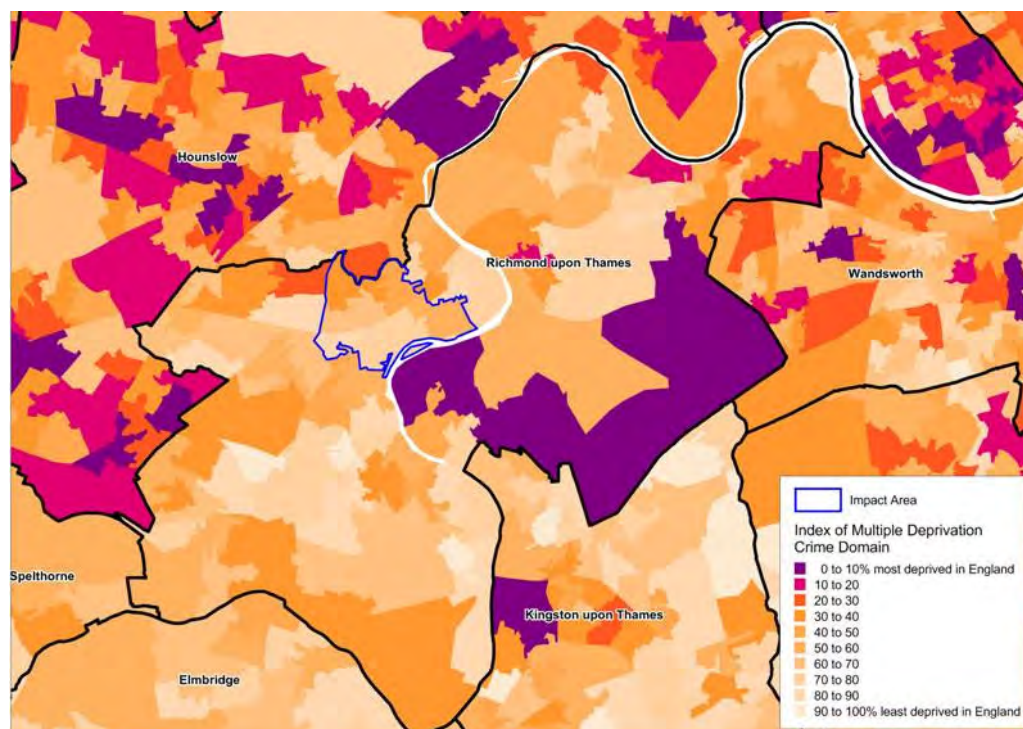 Hounslow
Richmond upon Thames
Wandsworth
Spelthorne
Kingston upon Thames
Elmbridge
Impact Area
Index of Multiple Deprivation
Crime Domain
0 to 10% most deprived in England
10 to 20
20 to 30
30 to 40
40 to 50
50 to 60
60 to 70
70 to 80
80 to 90
90 to 100% least deprived in England